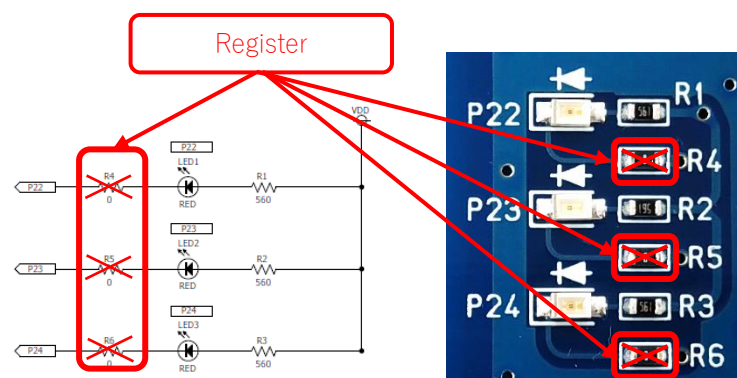 Register
VDD
P22
R4
LED1
R1
P22
0
RED
560
P23
R5
LED2
R2
P23
0
RED
560
P24
R6
LED3
R3
P24
0
RED
560
P22
R1
561
R4
P23
561
R2
R5
P24
561
R3
R6